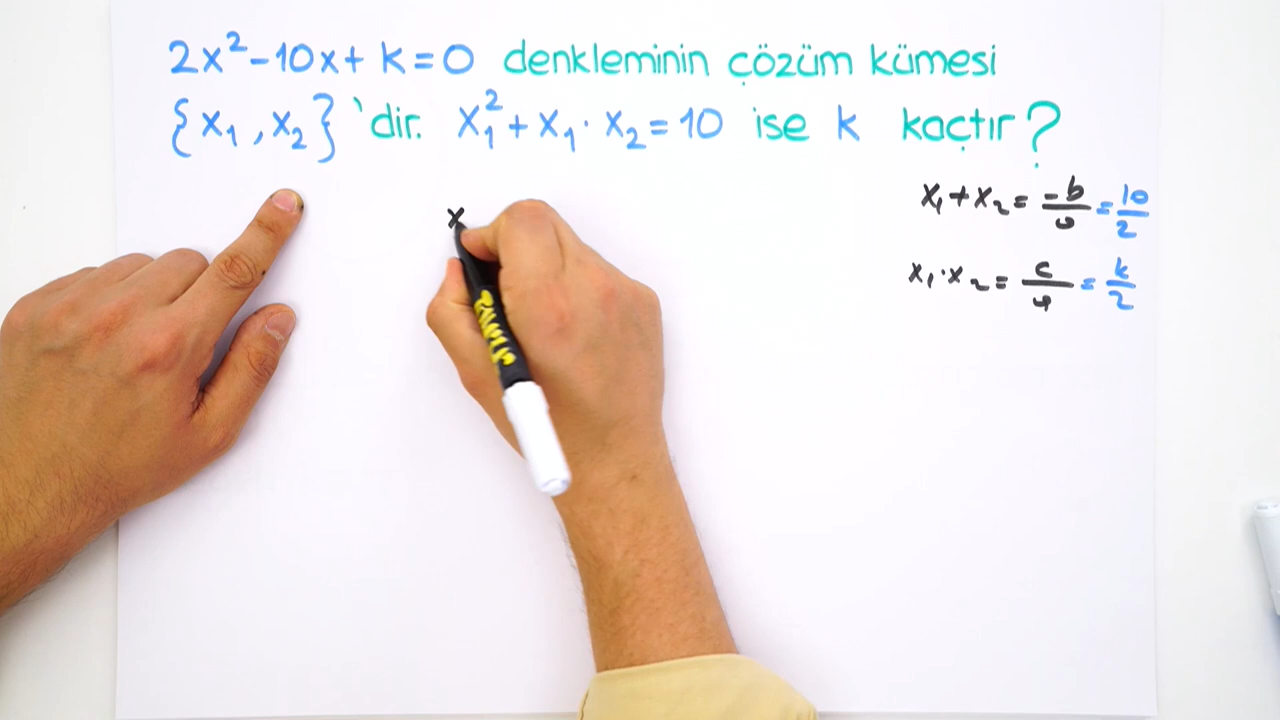 2x² - 10x + k = 0 denkleminin çözüm kümesi
{x₁ , x₂} 'dir. x₁² + x₁ · x₂ = 10 ise k kaçtır ?
x₁ + x₂ = -b/a = 10/2
x₁ · x₂ = c/a = k/2
x